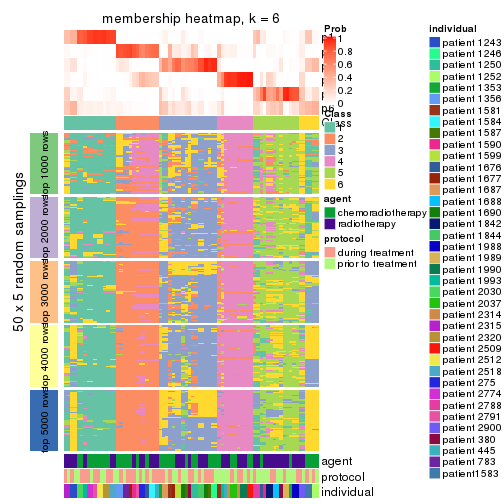 membership heatmap, k = 6
50 x 5 random samplings
top 1000 rows
top 2000 rows
top 3000 rows
top 4000 rows
top 5000 rows
agent
protocol
individual
Prob
1
0.8
0.6
0.4
0.2
0
Class
1
2
3
4
5
6
agent
chemoradiotherapy
radiotherapy
protocol
during treatment
prior to treatment
individual
patient 1243
patient 1246
patient 1250
patient 1252
patient 1353
patient 1356
patient 1581
patient 1584
patient 1587
patient 1590
patient 1599
patient 1676
patient 1677
patient 1687
patient 1688
patient 1690
patient 1842
patient 1844
patient 1988
patient 1989
patient 1990
patient 1993
patient 2030
patient 2037
patient 2314
patient 2315
patient 2320
patient 2509
patient 2512
patient 2518
patient 275
patient 2774
patient 2788
patient 2791
patient 2900
patient 380
patient 445
patient 783
patient1583